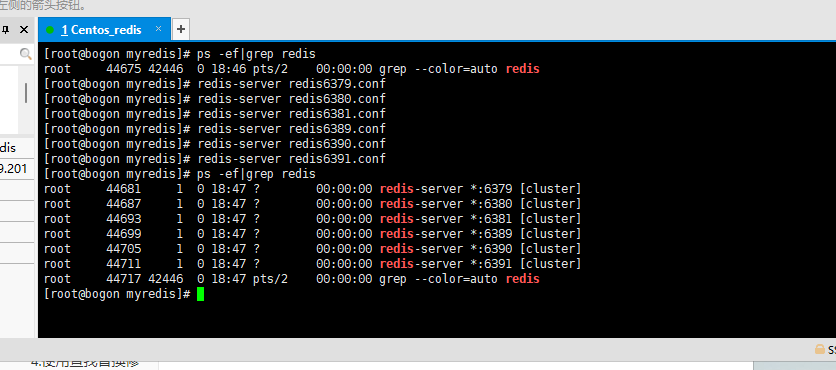 左侧的箭头按钮。
1 Centos_redis × +
[root@bogon myredis]# ps -ef|grep redis
root 44675 42446 0 18:46 pts/2 00:00:00 grep --color=auto redis
[root@bogon myredis]# redis-server redis6379.conf
[root@bogon myredis]# redis-server redis6380.conf
[root@bogon myredis]# redis-server redis6381.conf
[root@bogon myredis]# redis-server redis6389.conf
[root@bogon myredis]# redis-server redis6390.conf
[root@bogon myredis]# redis-server redis6391.conf
[root@bogon myredis]# ps -ef|grep redis
root 44681 1 0 18:47 ? 00:00:00 redis-server *:6379 [cluster]
root 44687 1 0 18:47 ? 00:00:00 redis-server *:6380 [cluster]
root 44693 1 0 18:47 ? 00:00:00 redis-server *:6381 [cluster]
root 44699 1 0 18:47 ? 00:00:00 redis-server *:6389 [cluster]
root 44705 1 0 18:47 ? 00:00:00 redis-server *:6390 [cluster]
root 44711 1 0 18:47 ? 00:00:00 redis-server *:6391 [cluster]
root 44717 42446 0 18:47 pts/2 00:00:00 grep --color=auto redis
[root@bogon myredis]#
dis
9.201
SS
4.使用查找替换修